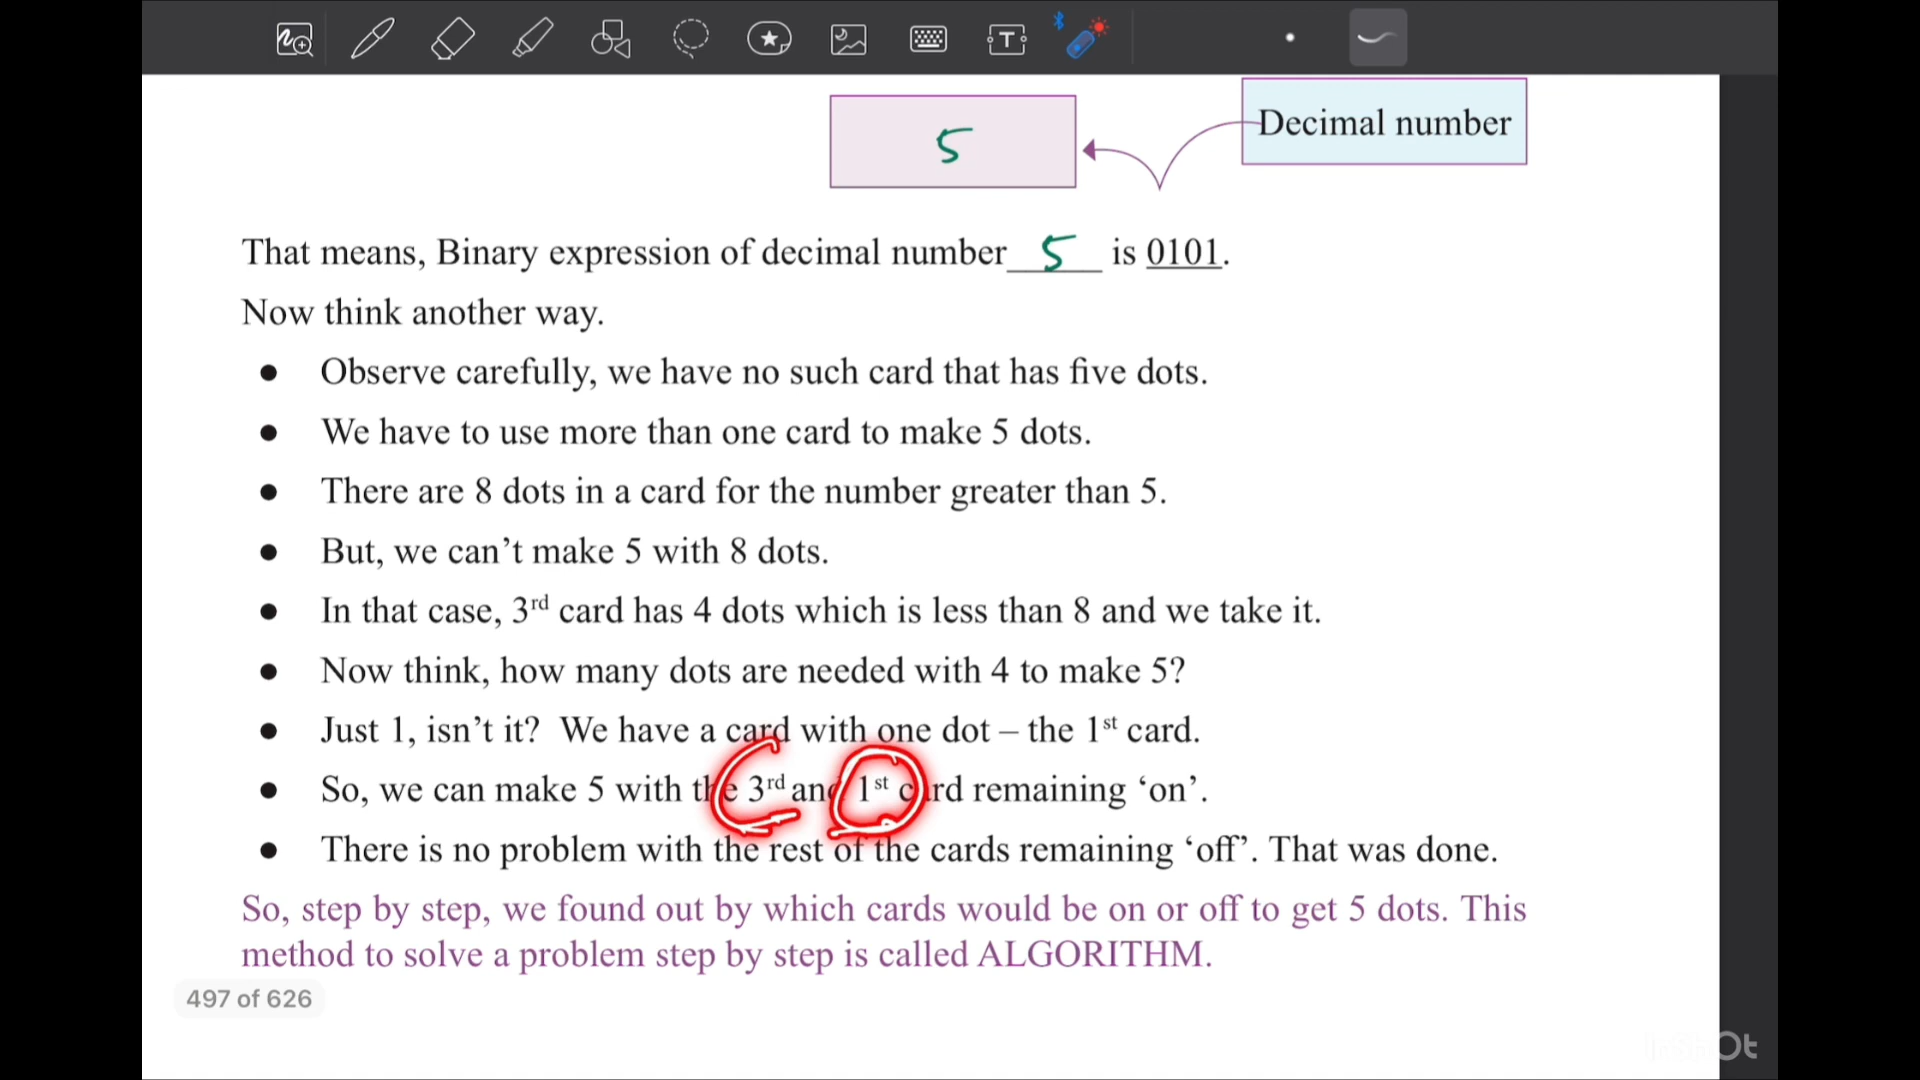 T
5
Decimal number
That means, Binary expression of decimal number 5 is 0101.
Now think another way.
● Observe carefully, we have no such card that has five dots.
● We have to use more than one card to make 5 dots.
● There are 8 dots in a card for the number greater than 5.
● But, we can’t make 5 with 8 dots.
● In that case, 3rd card has 4 dots which is less than 8 and we take it.
● Now think, how many dots are needed with 4 to make 5?
● Just 1, isn’t it? We have a card with one dot – the 1st card.
● So, we can make 5 with the 3rd and 1st card remaining ‘on’.
● There is no problem with the rest of the cards remaining ‘off’. That was done.
So, step by step, we found out by which cards would be on or off to get 5 dots. This
method to solve a problem step by step is called ALGORITHM.
497 of 626